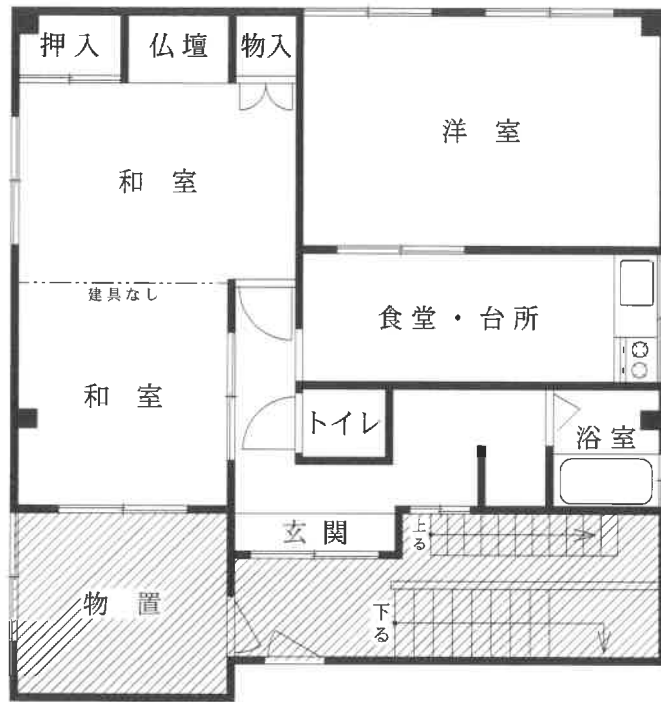 押入
仏壇
物入
洋室
和室
建具なし
食堂・台所
和室
トイレ
浴室
玄関
上る
物置
下る